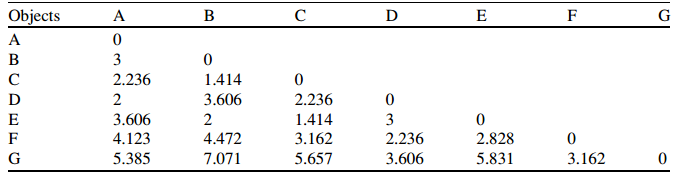 Objects A B C D E F G
A 0
B 3 0
C 2.236 1.414 0
D 2 3.606 2.236 0
E 3.606 2 1.414 3 0
F 4.123 4.472 3.162 2.236 2.828 0
G 5.385 7.071 5.657 3.606 5.831 3.162 0